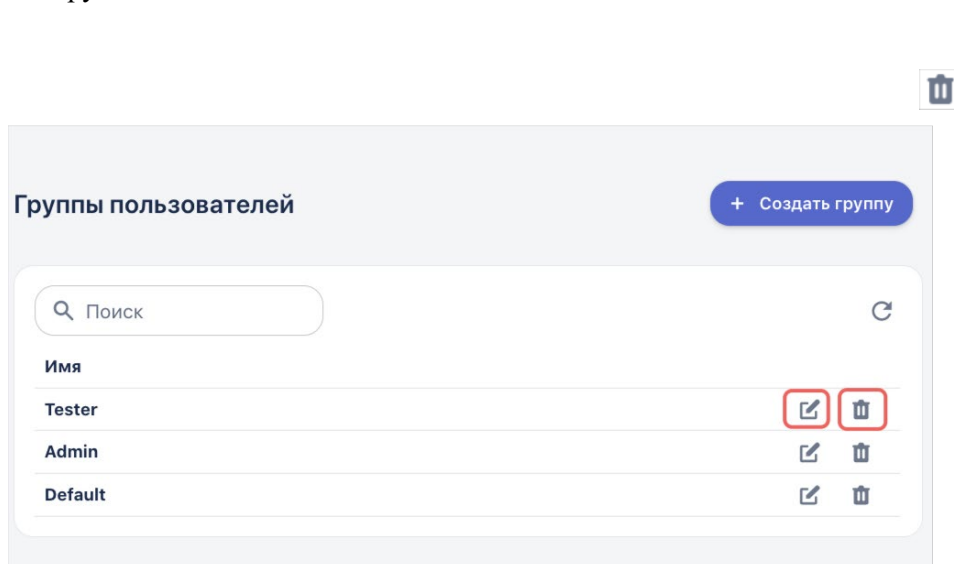 Группы пользователей
+ Создать группу
Поиск
Имя
Tester
Admin
Default